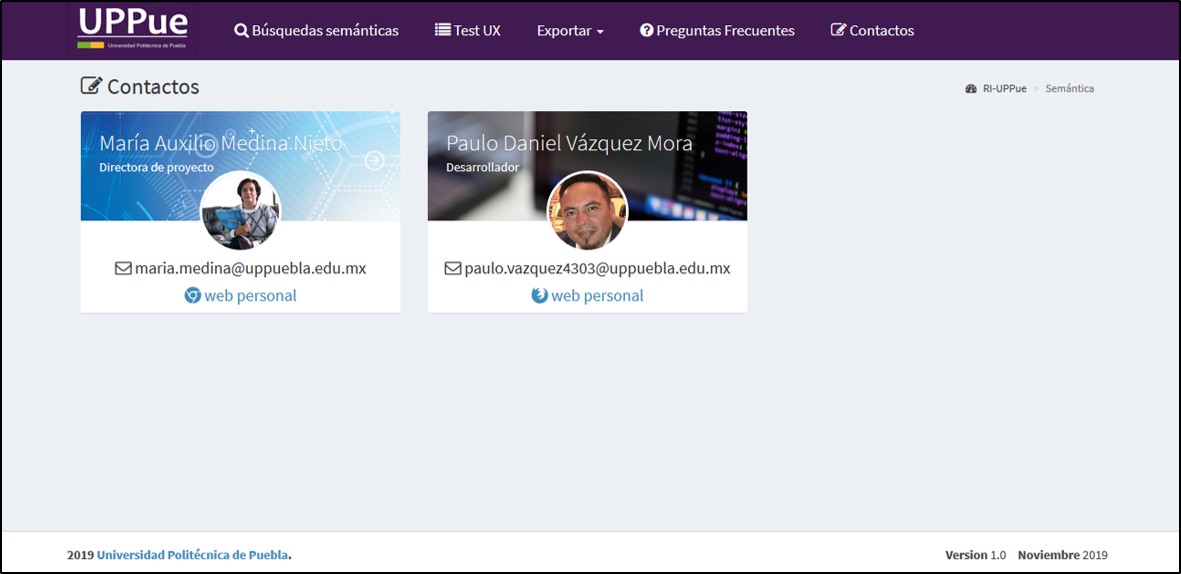 UPPue
Universidad Politécnica de Puebla
Búsquedas semánticas Test UX Exportar Preguntas Frecuentes Contactos
Contactos
RI-UPPue > Semántica
María Auxilio Medina Nieto
Directora de proyecto
maria.medina@uppuebla.edu.mx
web personal
Paulo Daniel Vázquez Mora
Desarrollador
paulo.vazquez4303@uppuebla.edu.mx
web personal
2019 Universidad Politécnica de Puebla.
Version 1.0 Noviembre 2019